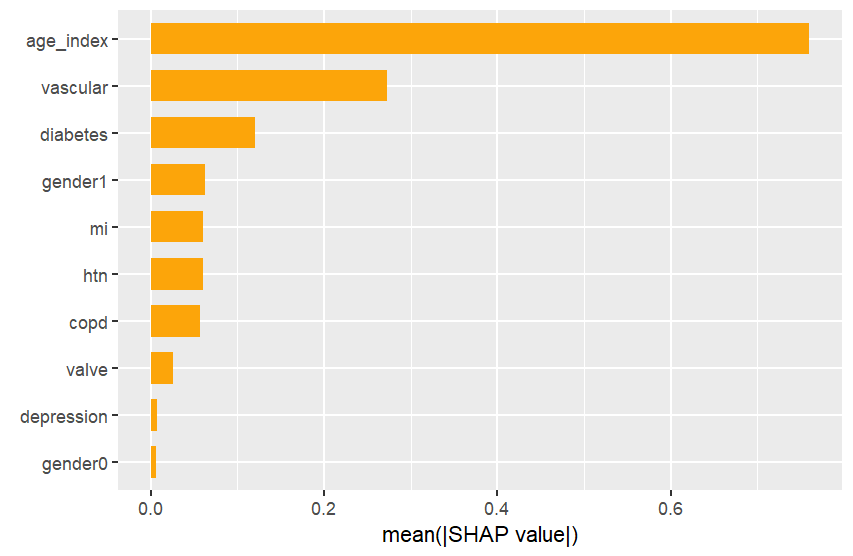 age_index
vascular
diabetes
gender1
mi
htn
copd
valve
depression
gender0
0.0 0.2 0.4 0.6
mean(|SHAP value|)